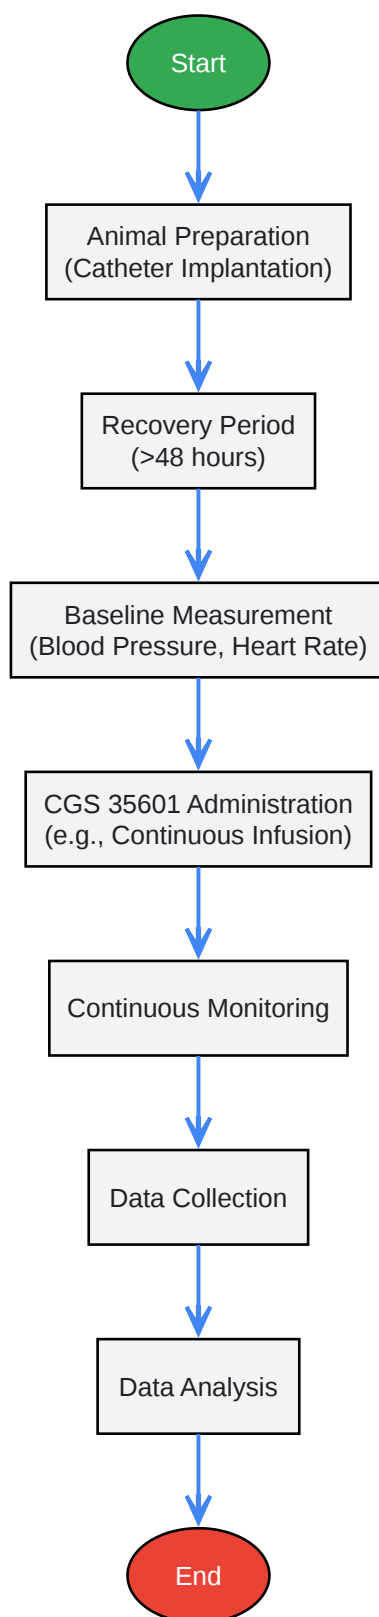 Start
Animal Preparation
(Catheter Implantation)
Recovery Period
(>48 hours)
Baseline Measurement
(Blood Pressure, Heart Rate)
CGS 35601 Administration
(e.g., Continuous Infusion)
Continuous Monitoring
Data Collection
Data Analysis
End